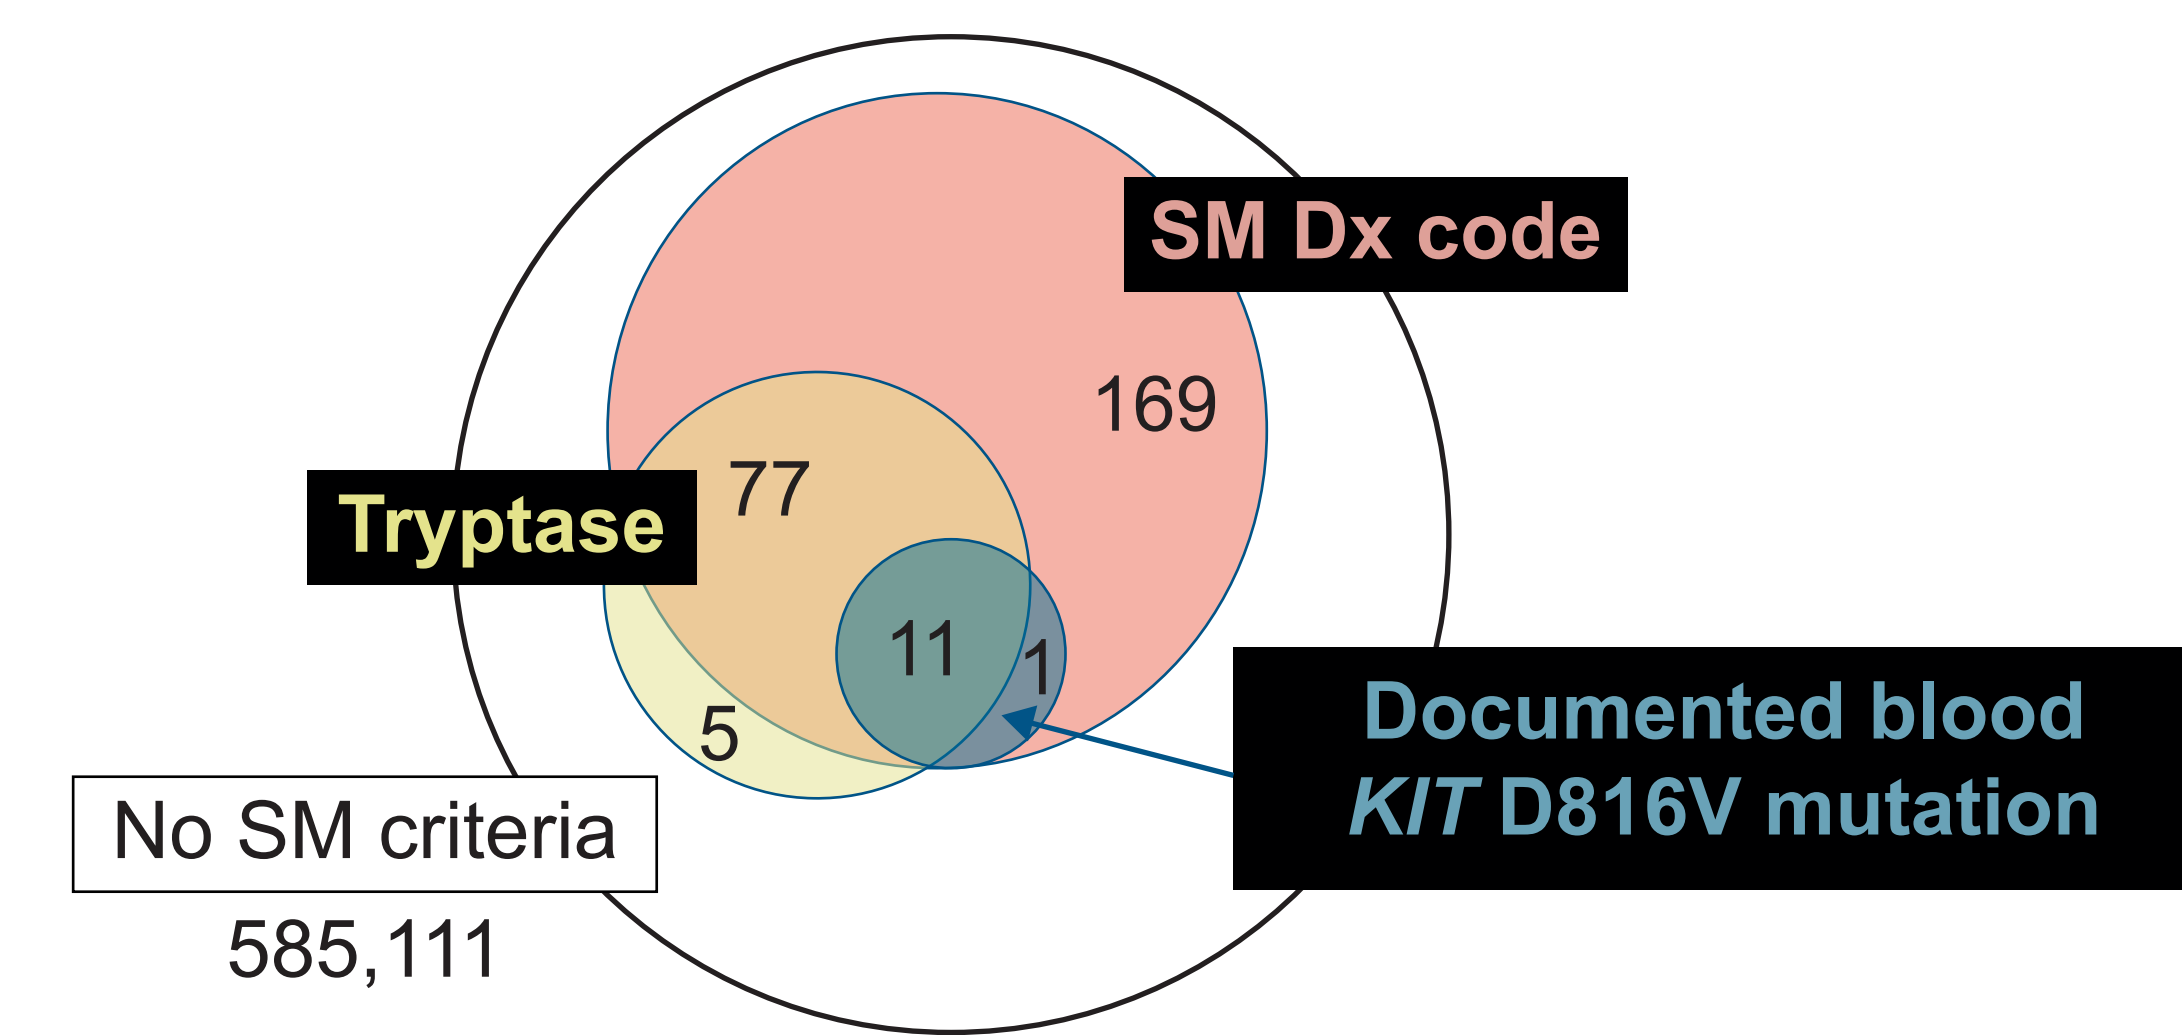 SM Dx code
169
77
Tryptase
11
1
5
Documented blood
KIT D816V mutation
No SM criteria
585,111